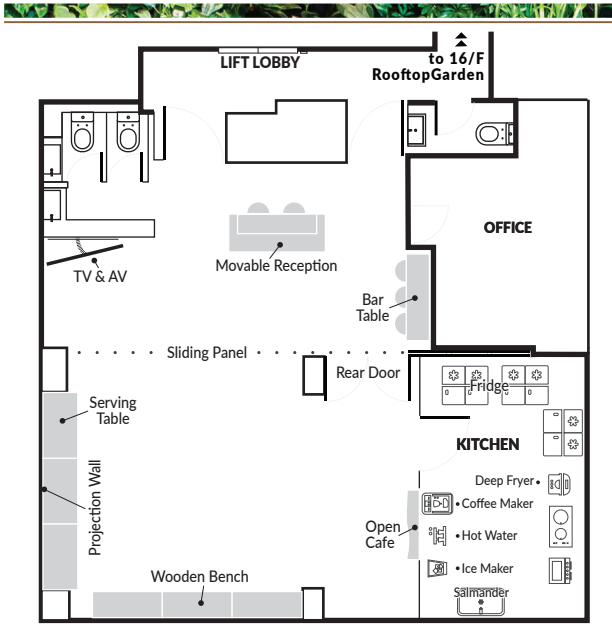 LIFT LOBBY
to 16/F
RooftopGarden
OFFICE
Movable Reception
TV & AV
Bar
Table
Sliding Panel
Rear Door
Fridge
Serving
Table
KITCHEN
Projection Wall
Deep Fryer
Coffee Maker
Open
Cafe
Hot Water
Ice Maker
Wooden Bench
Salmander